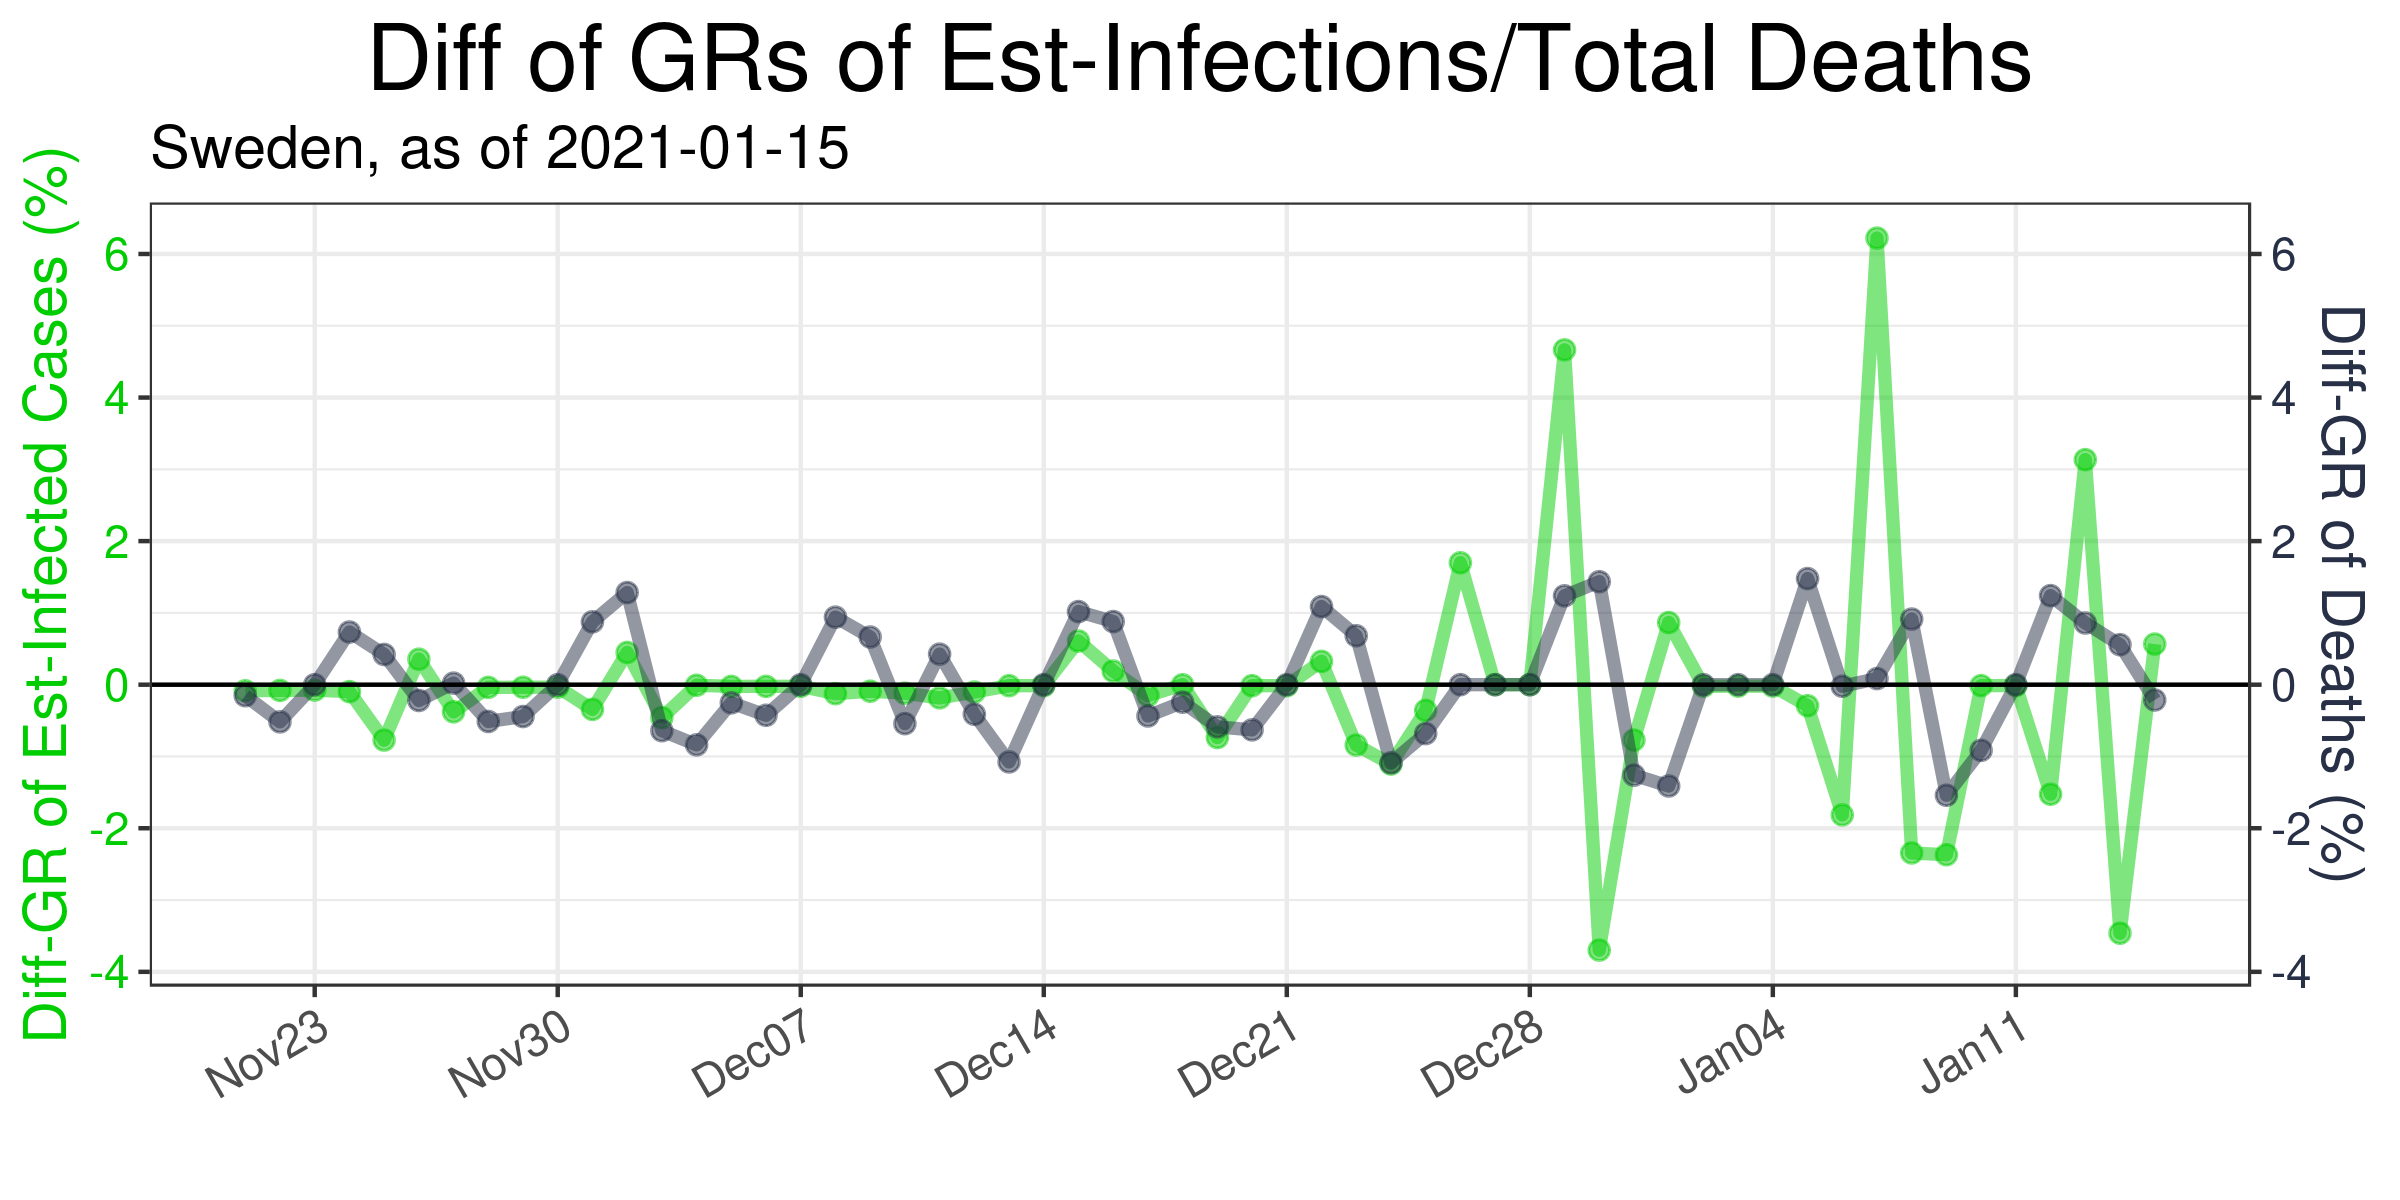 Diff of GRs of Est-Infections/Total Deaths
Sweden, as of 2021-01-15
Diff-GR of Est-Infected Cases (%)
6
4
2
0
-2
-4
6
4
2
0
-2
-4
Diff-GR of Deaths (%)
Nov23
Nov30
Dec07
Dec14
Dec21
Dec28
Jan04
Jan11